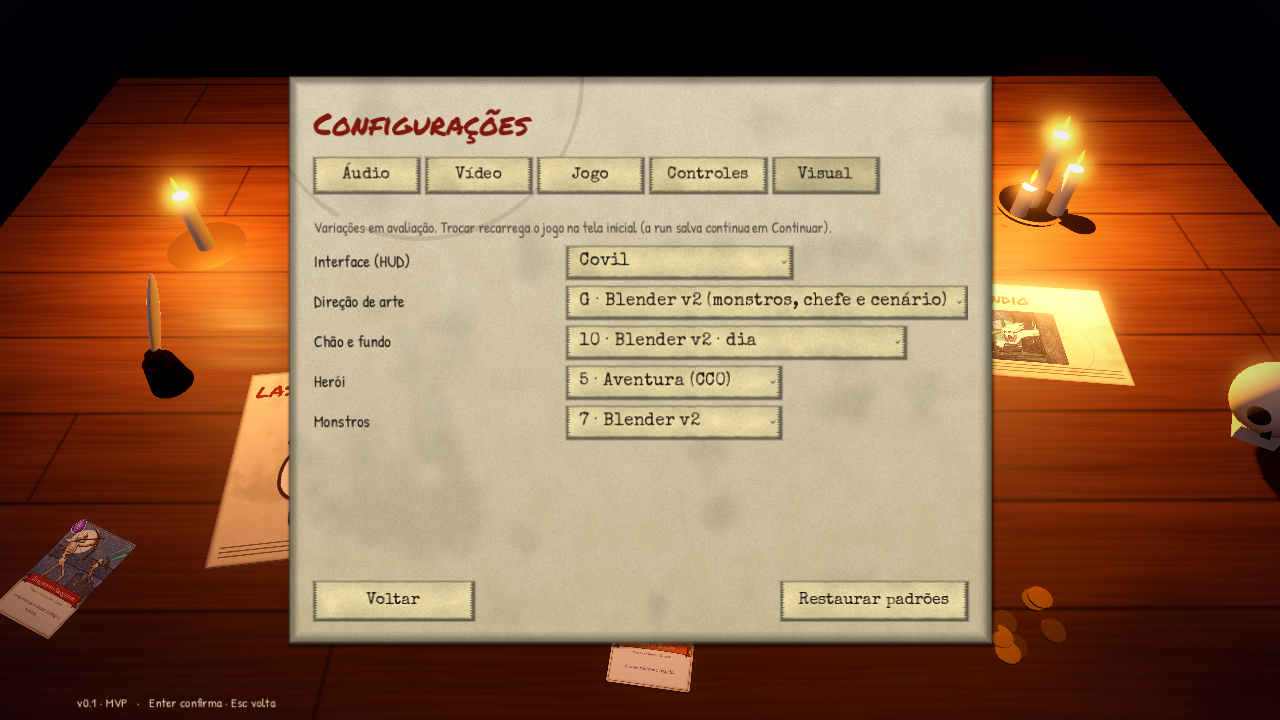 Configurações
Áudio
Vídeo
Jogo
Controles
Visual
Variações em avaliação. Trocar recarrega o jogo na tela inicial (a run salva continua em Continuar).
Interface (HUD)
Covil
Direção de arte
G · Blender v2 (monstros, chefe e cenário)
Chão e fundo
10 · Blender v2 · dia
Herói
5 · Aventura (CC0)
Monstros
7 · Blender v2
Voltar
Restaurar padrões
v0.1 · MVP · Enter confirma · Esc volta